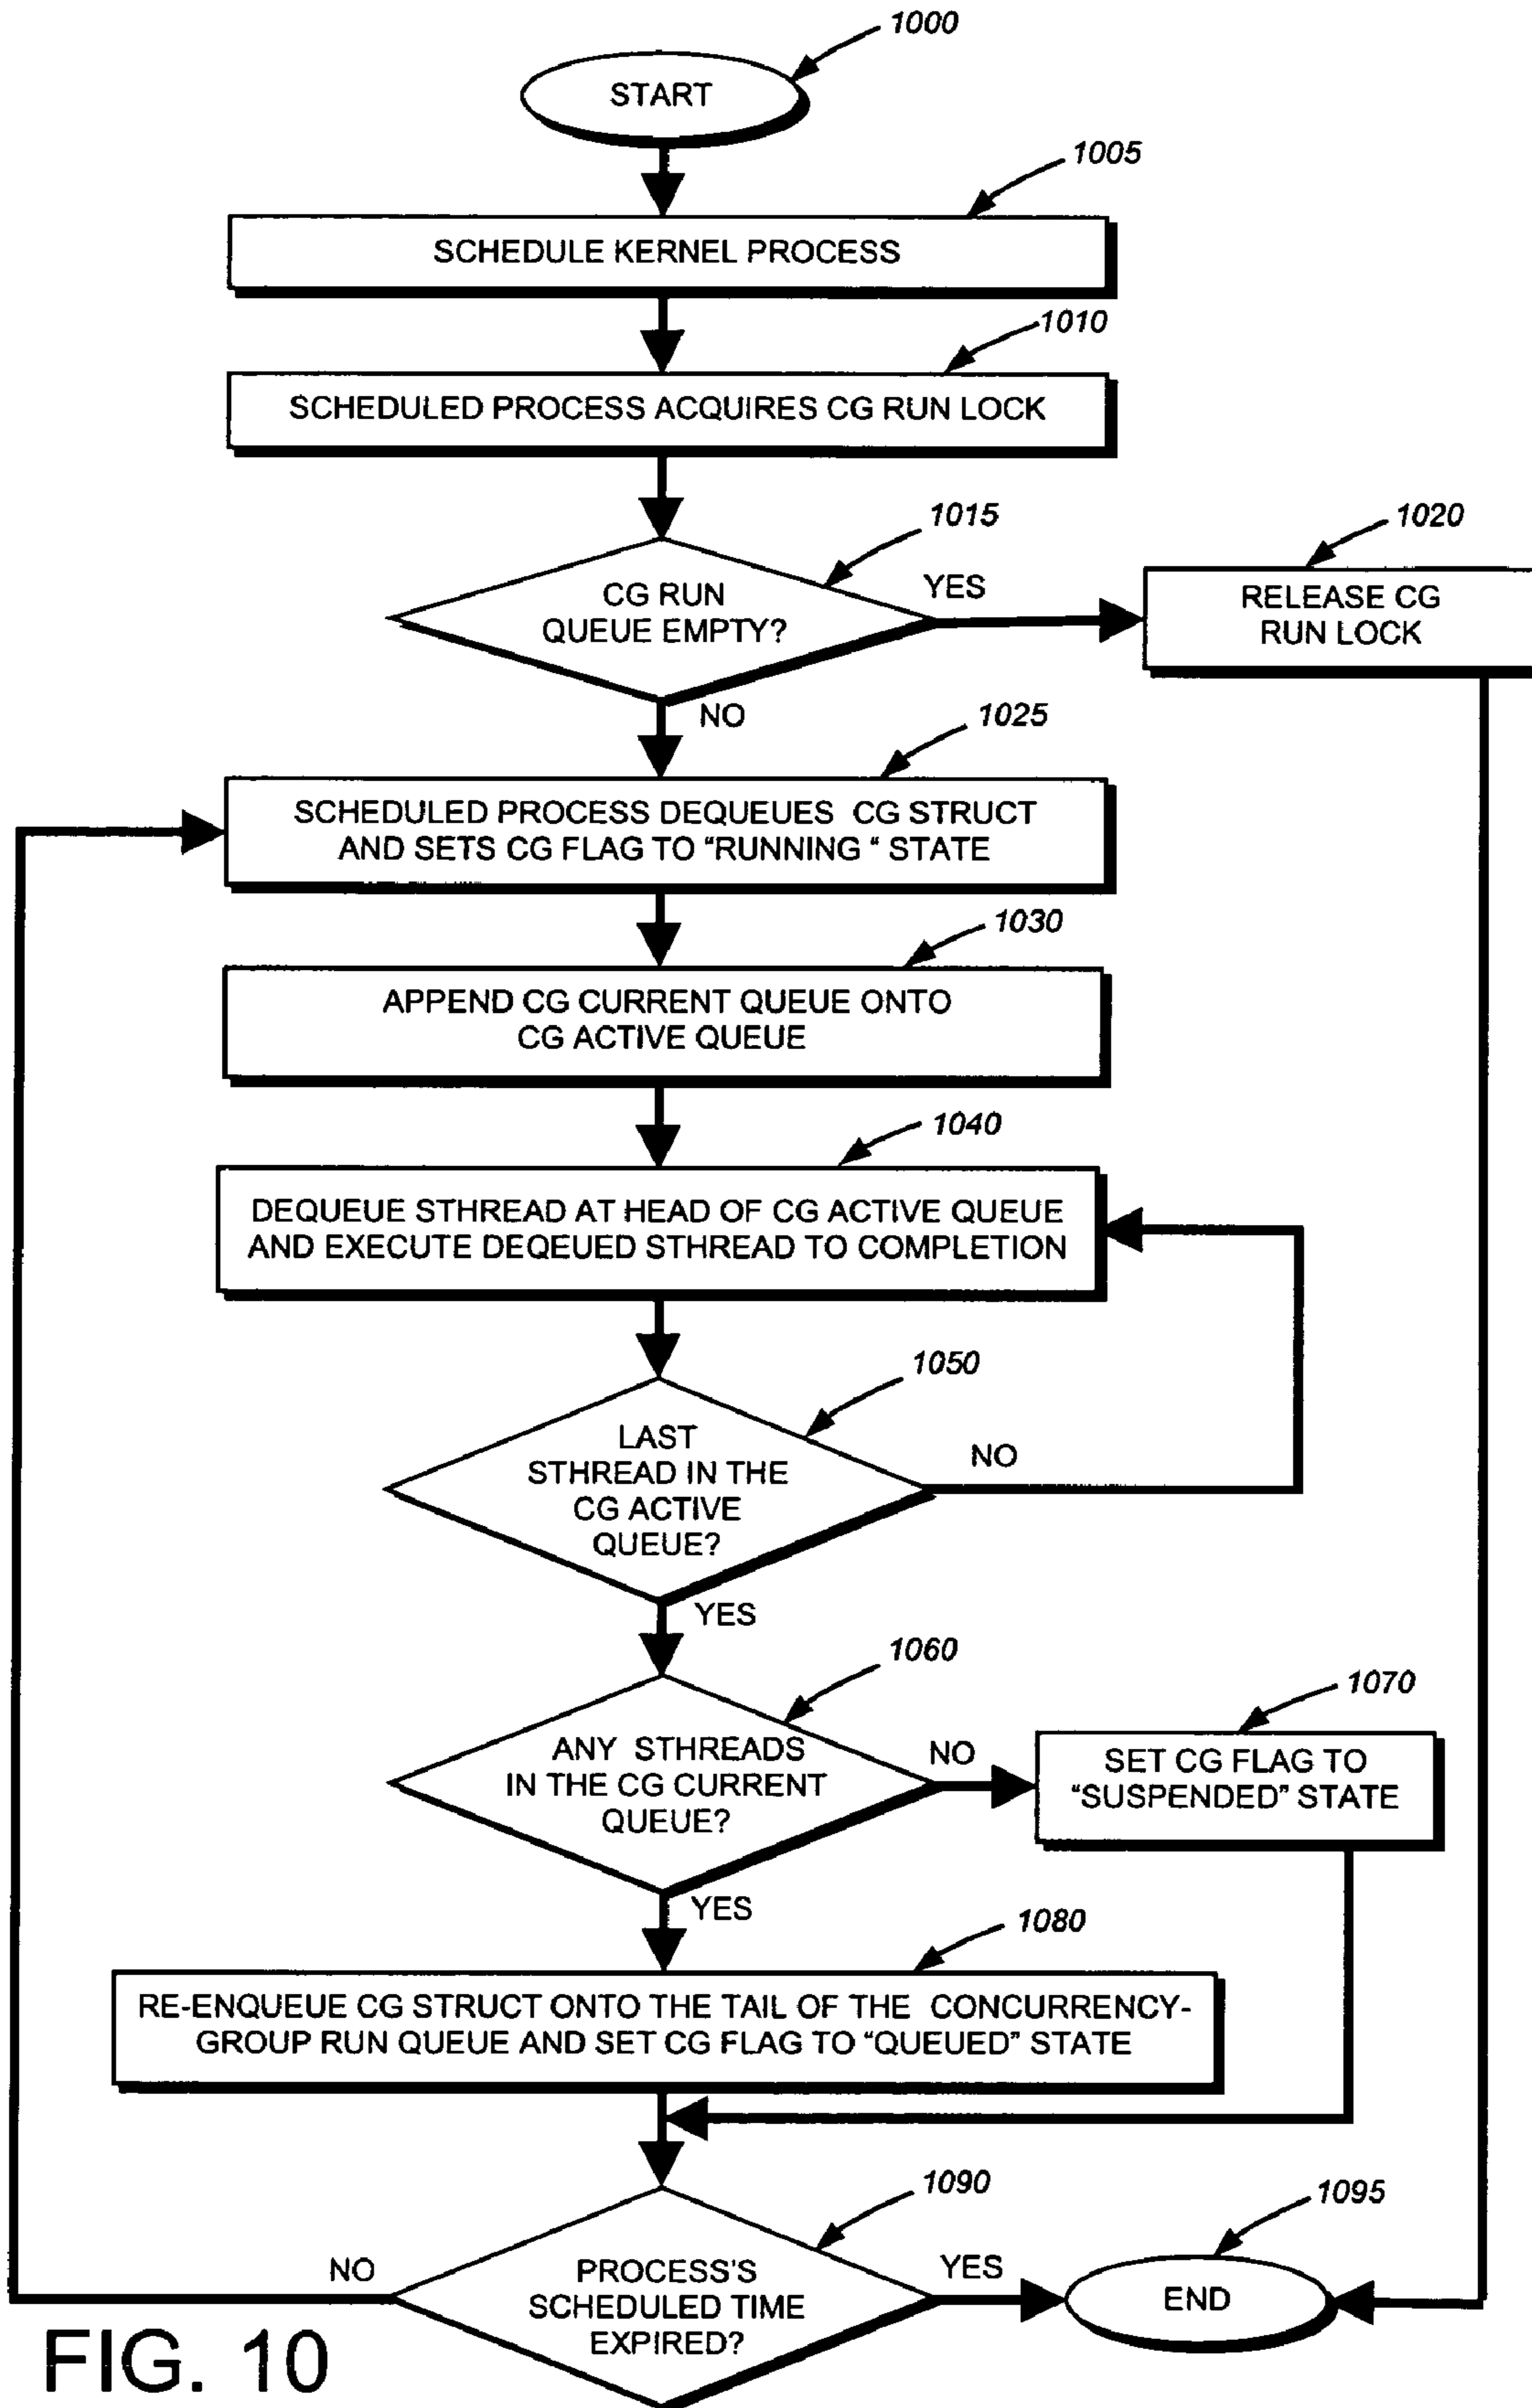 1000
START
1005
SCHEDULE KERNEL PROCESS
1010
SCHEDULED PROCESS ACQUIRES CG RUN LOCK
1015
CG RUN
QUEUE EMPTY?
YES
1020
RELEASE CG
RUN LOCK
NO
1025
SCHEDULED PROCESS DEQUEUES CG STRUCT
AND SETS CG FLAG TO “RUNNING “ STATE
1030
APPEND CG CURRENT QUEUE ONTO
CG ACTIVE QUEUE
1040
DEQUEUE STHREAD AT HEAD OF CG ACTIVE QUEUE
AND EXECUTE DEQEUED STHREAD TO COMPLETION
1050
LAST
STHREAD IN THE
CG ACTIVE
QUEUE?
NO
YES
1060
ANY STHREADS
IN THE CG CURRENT
QUEUE?
NO
1070
SET CG FLAG TO
“SUSPENDED” STATE
YES
1080
RE-ENQUEUE CG STRUCT ONTO THE TAIL OF THE CONCURRENCY-
GROUP RUN QUEUE AND SET CG FLAG TO “QUEUED” STATE
1090
PROCESS'S
SCHEDULED TIME
EXPIRED?
NO
YES
1095
END
FIG. 10